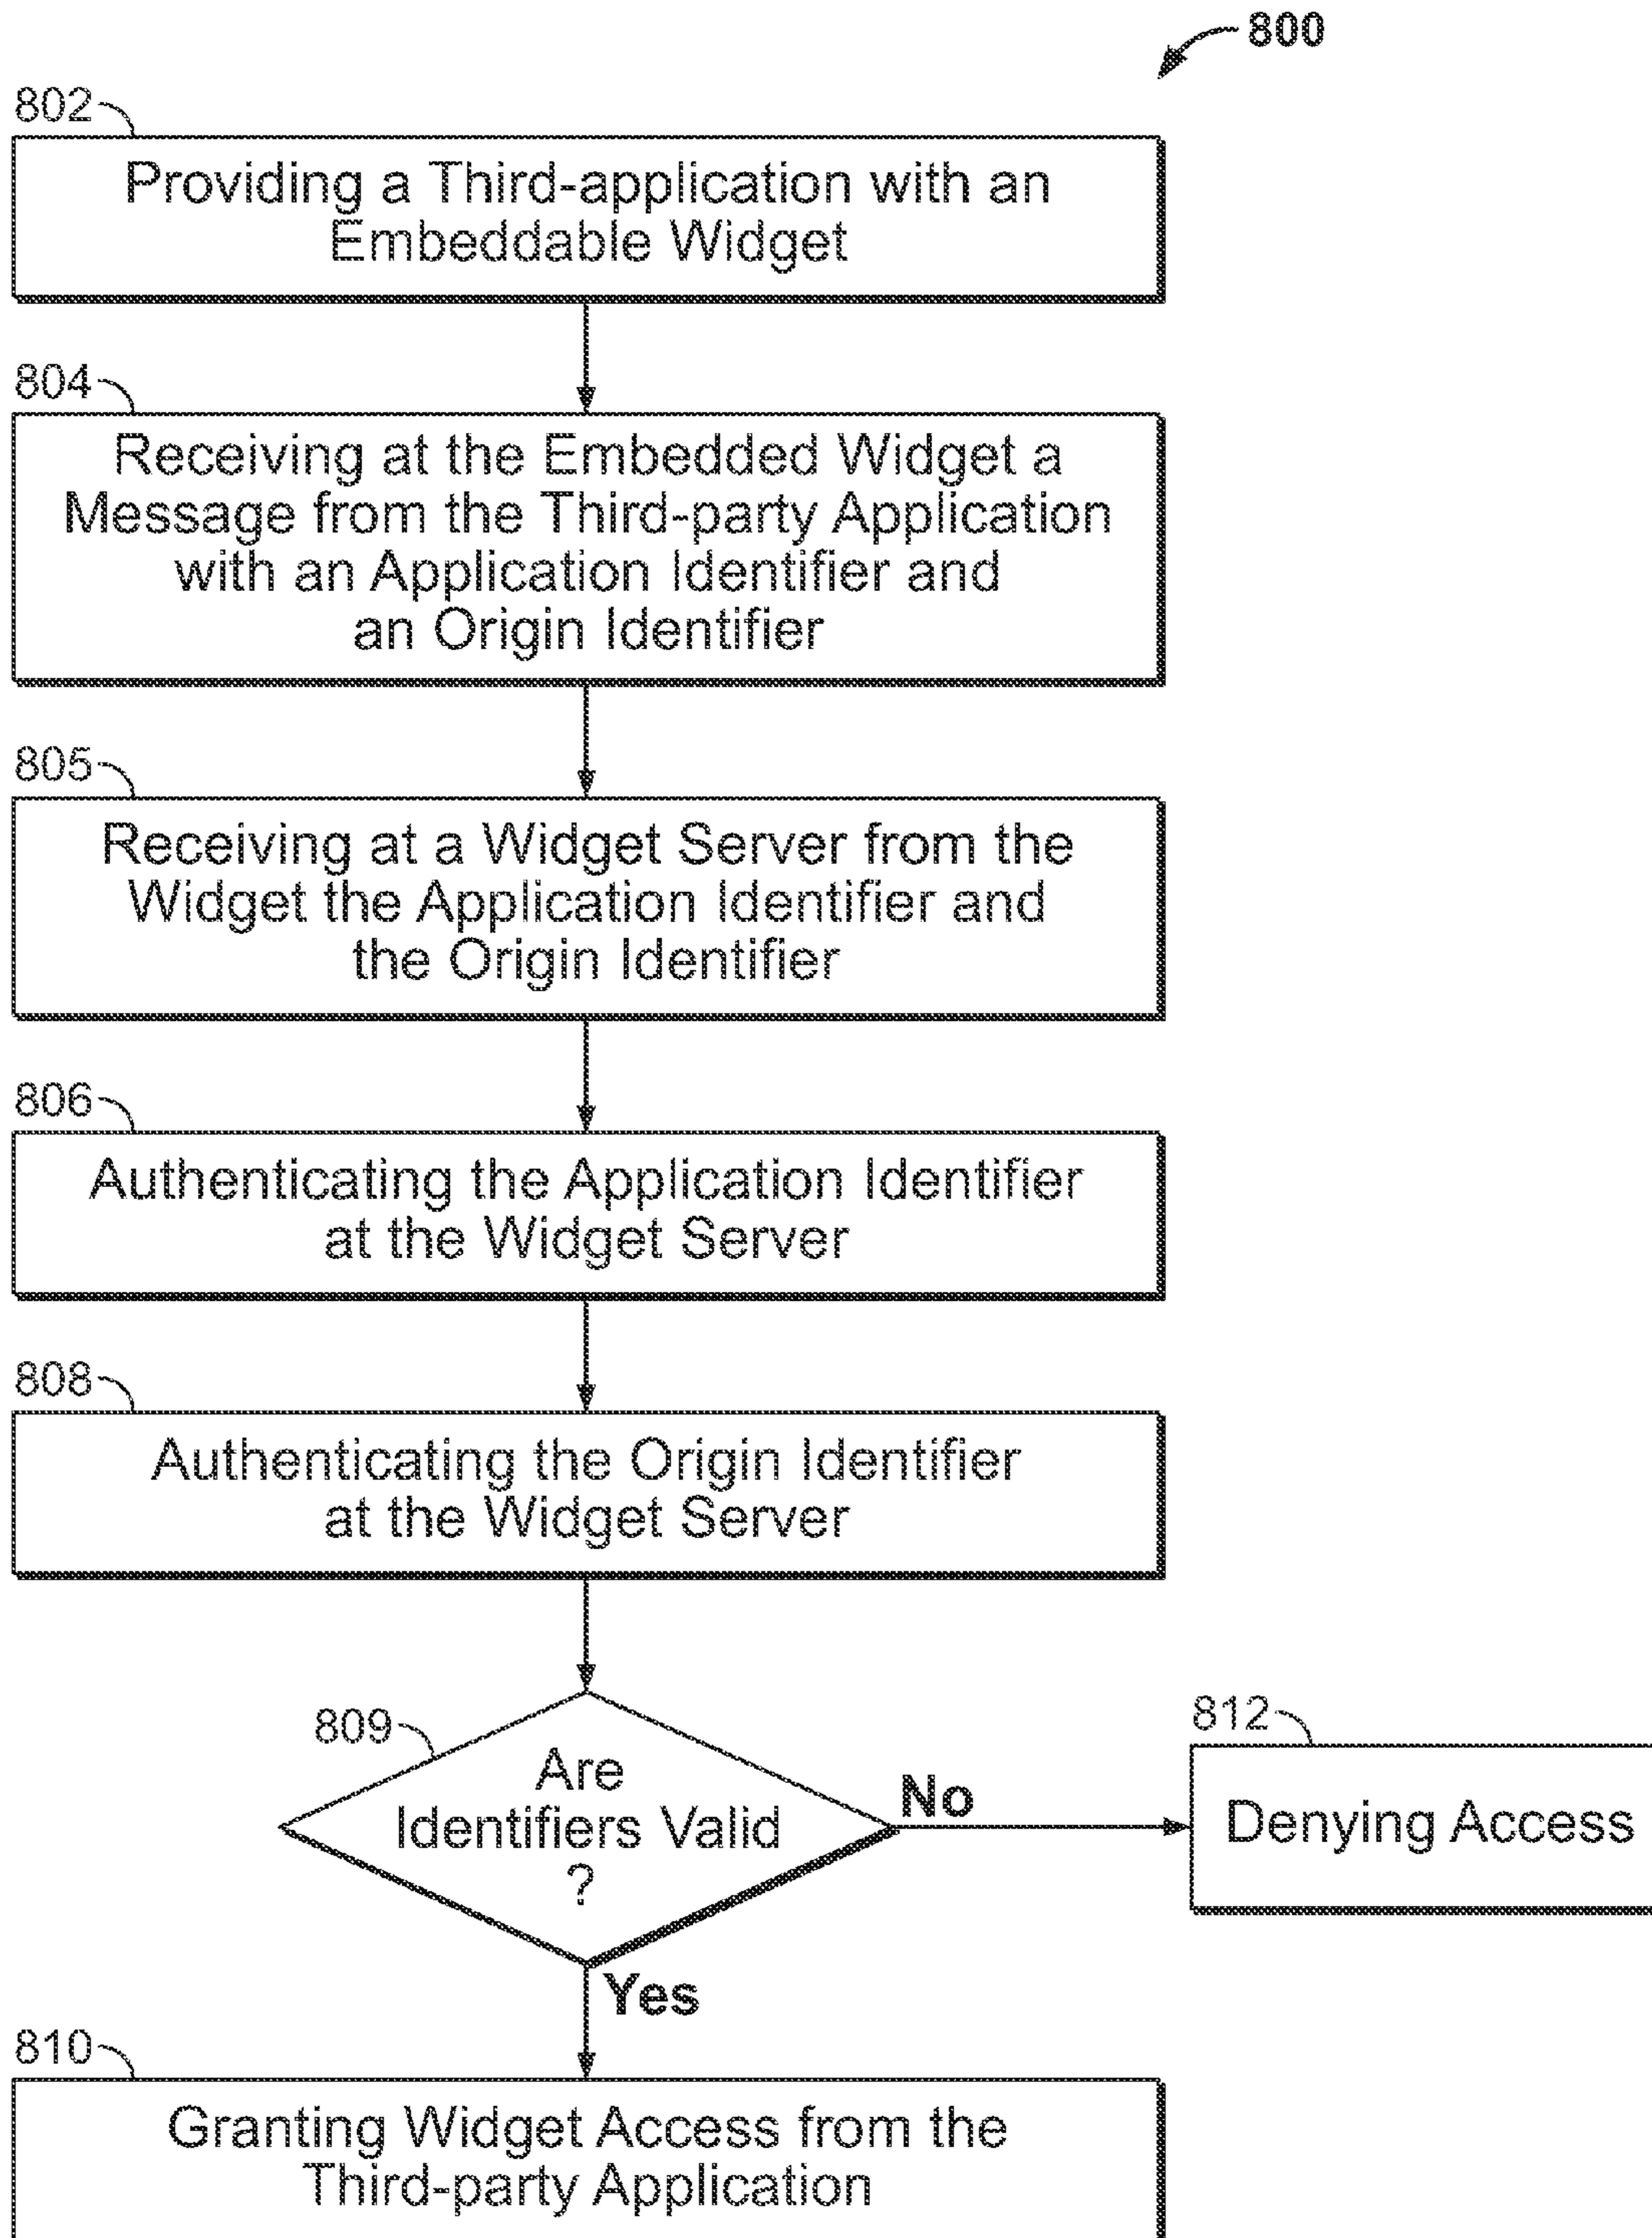 800
802
Providing a Third-application with an
Embeddable Widget
804
Receiving at the Embedded Widget a
Message from the Third-party Application
with an Application Identifier and
an Origin Identifier
805
Receiving at a Widget Server from the
Widget the Application Identifier and
the Origin Identifier
806
Authenticating the Application Identifier
at the Widget Server
808
Authenticating the Origin Identifier
at the Widget Server
809
Are
Identifiers Valid
?
No
812
Denying Access
Yes
810
Granting Widget Access from the
Third-party Application